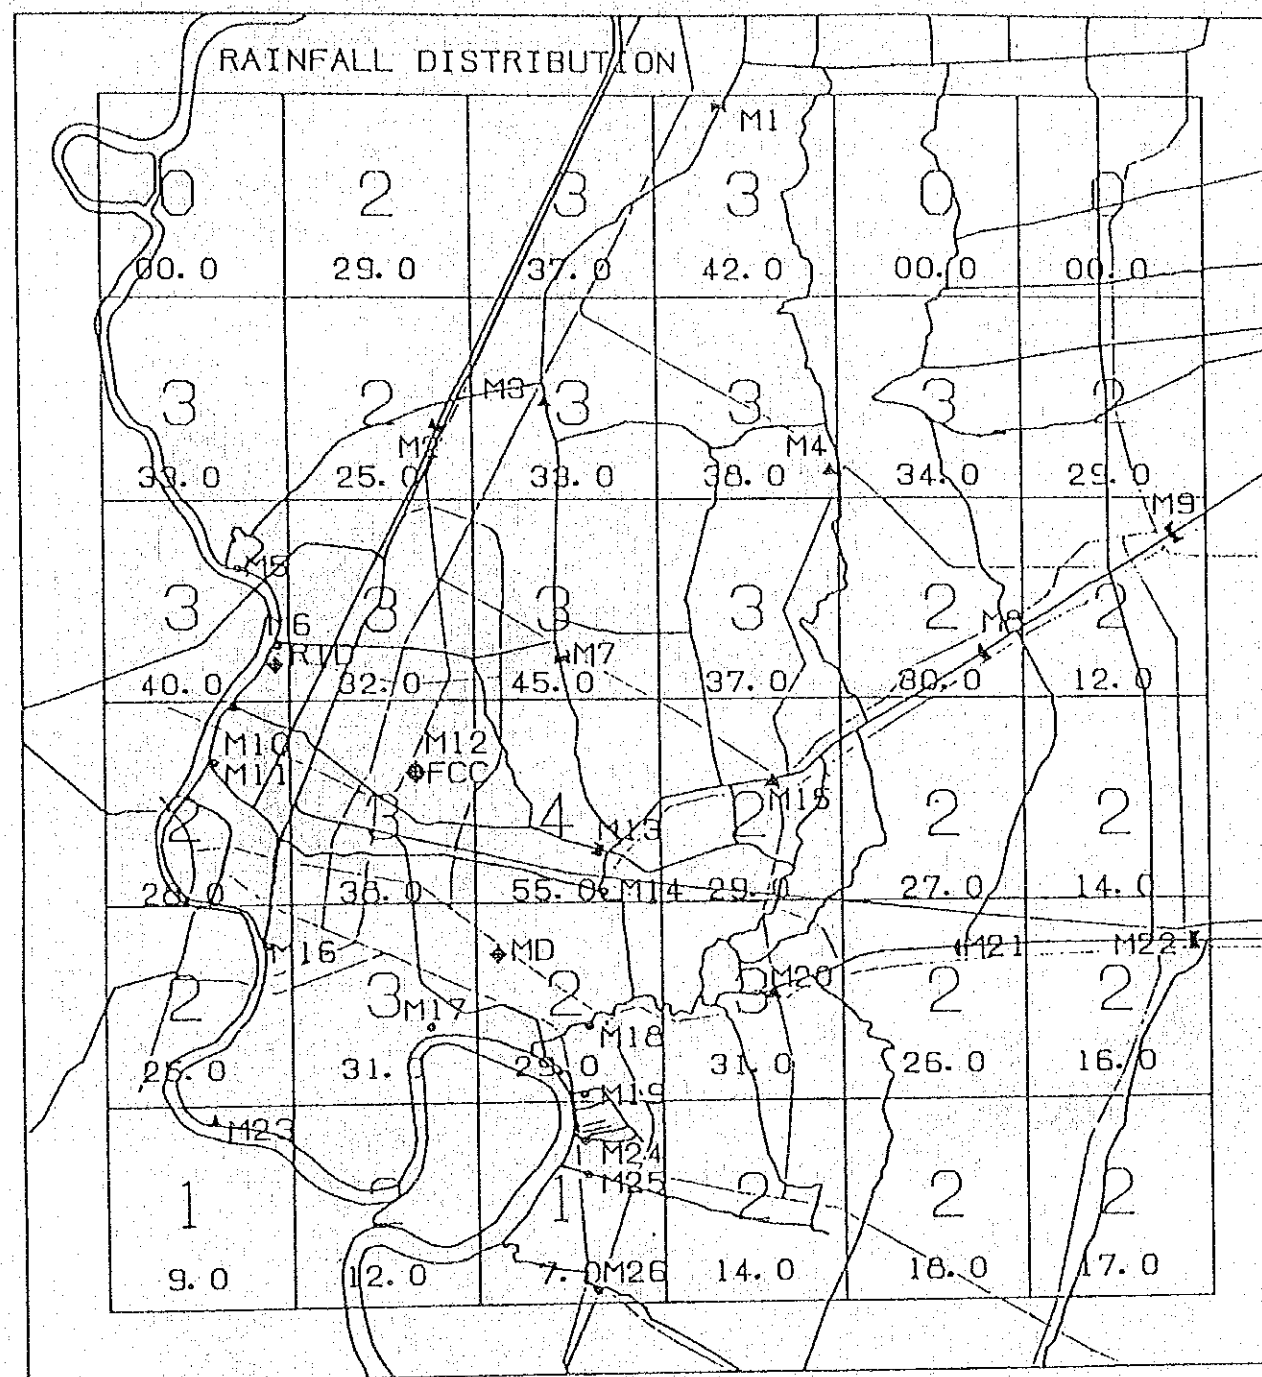 RAINFALL DISTRIBUTION
M1
0 2 3 3 0 0
00.0 29.0 37.0 42.0 00.0 00.0
M3
3 2 3 3 3 2
M2 M4
33.0 25.0 33.0 38.0 34.0 29.0
M9
M5
3 3 3 3 2 2
M6 M8
RTD M7
40.0 32.0 45.0 37.0 30.0 12.0
M10 M12
M11 FCC
M15
2 3 4 2 2 2
M13
28.0 38.0 55.0 M14 29.0 27.0 14.0
M16 MD M21 M22
M20
2 3 2 3 2 2
M17
M18
26.0 31.0 29.0 31.0 26.0 16.0
M19
M23
M24
M25
1 2 1 2 2 2
9.0 12.0 7.0 M26 14.0 18.0 17.0